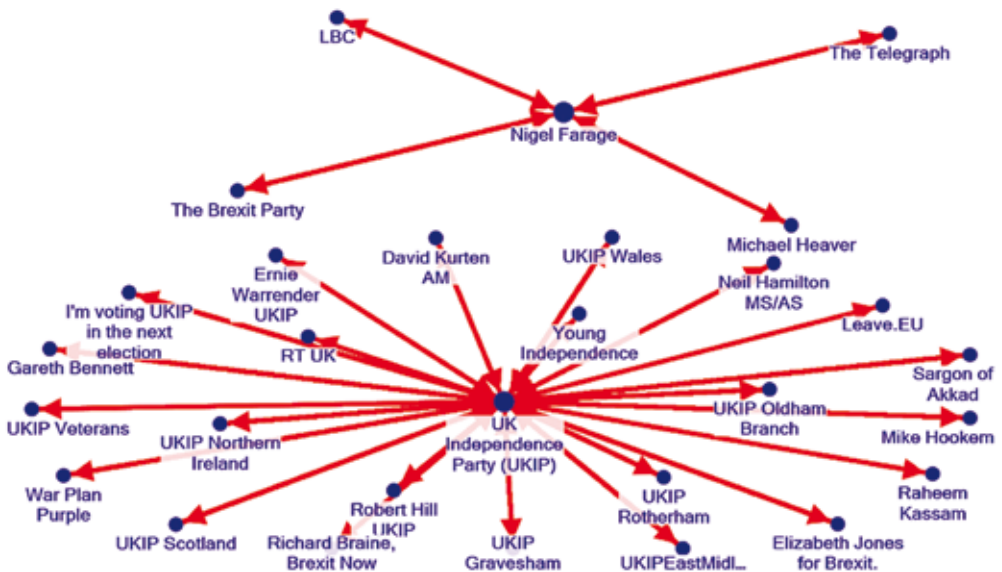 LBC
The Telegraph
Nigel Farage
The Brexit Party
Michael Heaver
David Kurten
AM
UKIP Wales
Ernie
Warrender
UKIP
Neil Hamilton
MS/AS
I'm voting UKIP
in the next
election
Leave.EU
Young
Independence
RT UK
Gareth Bennett
Sargon of
Akkad
UKIP Veterans
UKIP Northern
Ireland
UK
Independence
Party (UKIP)
UKIP Oldham
Branch
Mike Hookem
War Plan
Purple
Robert Hill
UKIP
UKIP
Rotherham
Raheem
Kassam
UKIP Scotland
Richard Braine,
Brexit Now
UKIP
Gravesham
UKIPEastMidl...
Elizabeth Jones
for Brexit.